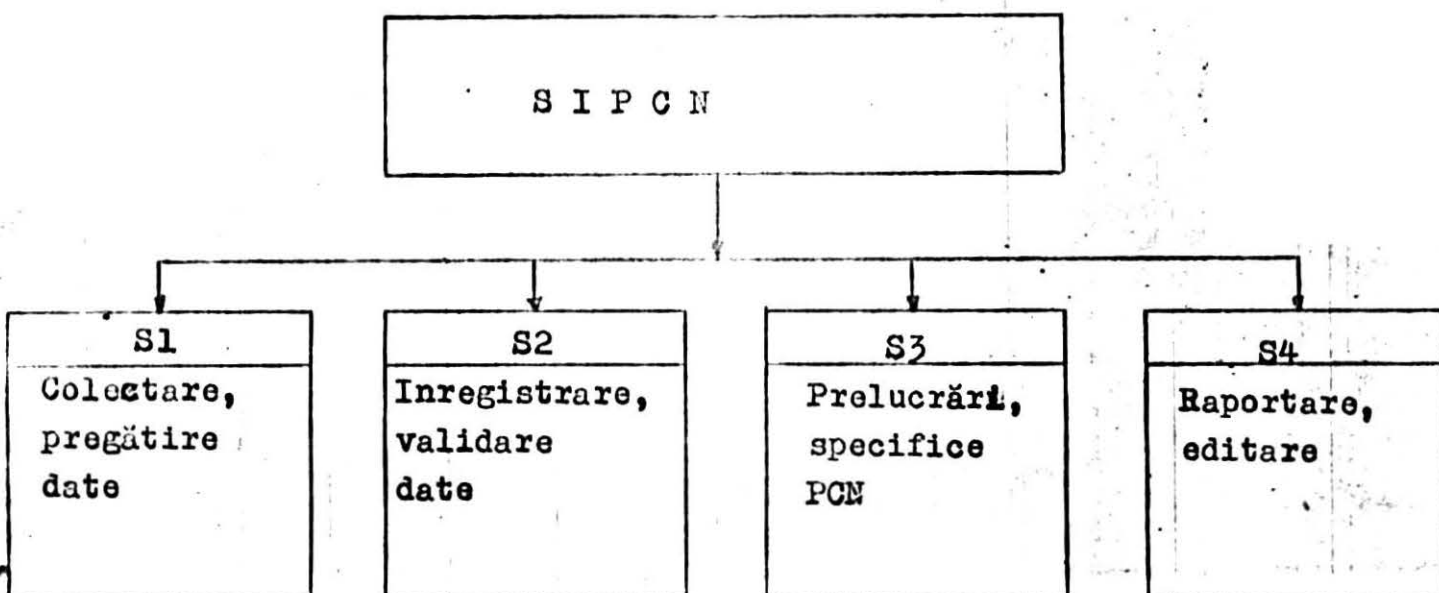 S I P C N
S1
Colectare,
pregătire
date
S2
Inregistrare,
validare
date
S3
Prelucrări,
specifice
PCN
S4
Raportare,
editare